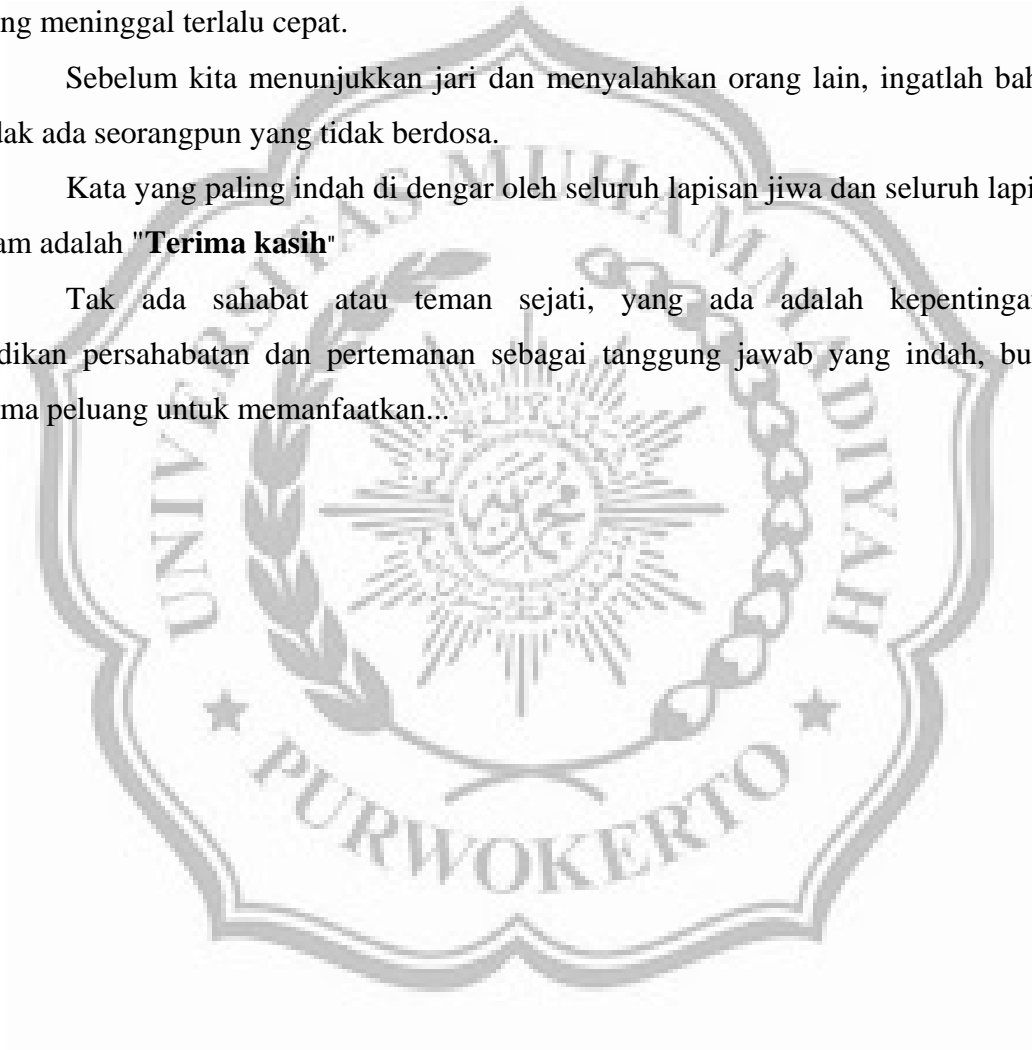 ng meninggal terlalu cepat.
Sebelum kita menunjukkan jari dan menyalahkan orang lain, ingatlah bah
dak ada seorangpun yang tidak berdosa.
Kata yang paling indah di dengar oleh seluruh lapisan jiwa dan seluruh lapi
am adalah "Terima kasih"
Tak ada sahabat atau teman sejati, yang ada adalah kepentinga
dikan persahabatan dan pertemanan sebagai tanggung jawab yang indah, bu
ma peluang untuk memanfaatkan...
UNIVERSITAS MUHAMMADIYAH
PURWOKERTO